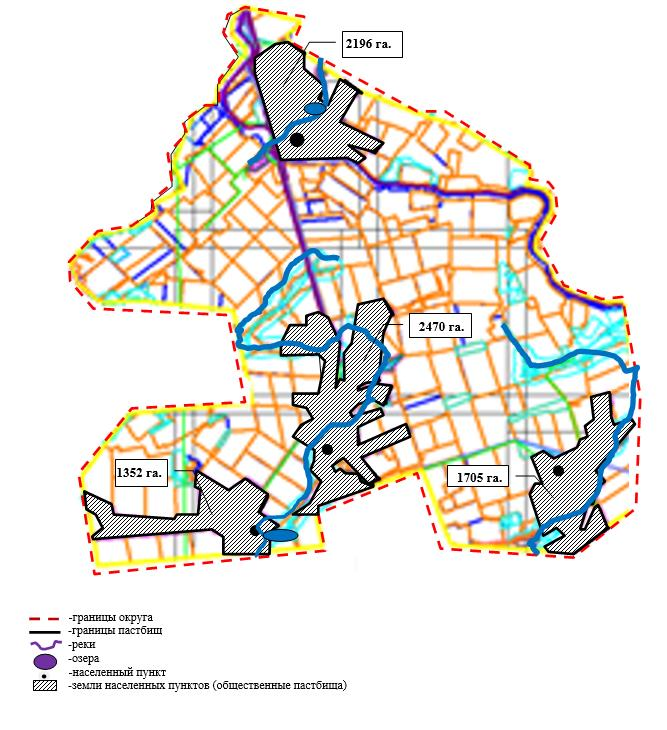 2196 га.
2470 га.
1352 га.
1705 га.
-границы округа
-границы пастбищ
-реки
-озера
-населенный пункт
-земли населенных пунктов (общественные пастбища)